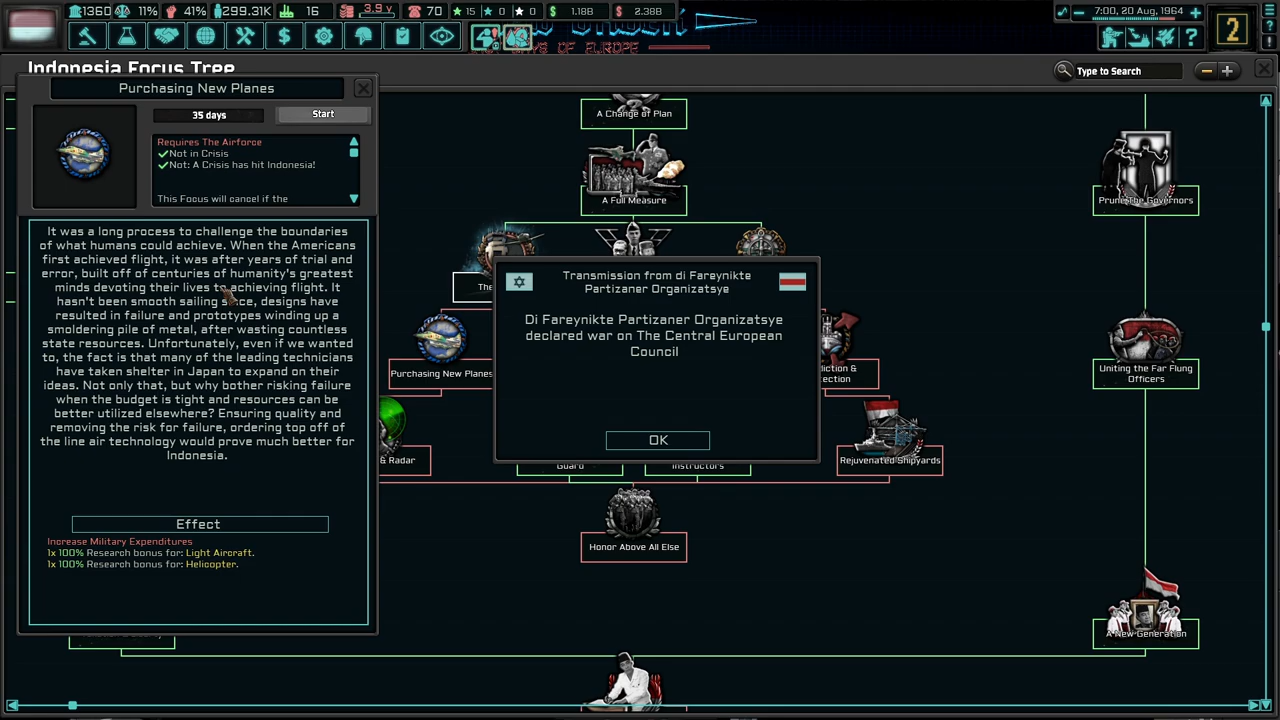 1360
11%
41%
299.31K
16
3.9
70
15
0
0
1.18B
2.38B
7:00, 20 Aug, 1964
2
S OF EUROPE
Indonesia Focus Tree
Type to Search
Purchasing New Planes
35 days
Start
Requires The Airforce
Not in Crisis
Not: A Crisis has hit Indonesia!
This Focus will cancel if the
It was a long process to challenge the boundaries
of what humans could achieve. When the Americans
first achieved flight, it was after years of trial and
error, built off of centuries of humanity's greatest
minds devoting their lives to achieving flight. It
hasn't been smooth sailing since, designs have
resulted in failure and prototypes winding up a
smoldering pile of metal, after wasting countless
state resources. Unfortunately, even if we wanted
to, the fact is that many of the leading technicians
have taken shelter in Japan to expand on their
ideas. Not only that, but why bother risking failure
when the budget is tight and resources can be
better utilized elsewhere? Ensuring quality and
removing the risk for failure, ordering top off of
the line air technology would prove much better for
Indonesia.
Effect
Increase Military Expenditures
1x 100% Research bonus for: Light Aircraft.
1x 100% Research bonus for: Helicopter.
A Change of Plan
A Full Measure
The
Purchasing New Planes
& Radar
Guard
Instructors
Rejuvenated Shipyards
Honor Above All Else
Prune The Governors
Uniting the Far Flung
Officers
A New Generation
Transmission from di Fareynikte
Partizaner Organizatsye
Di Fareynikte Partizaner Organizatsye
declared war on The Central European
Council
OK